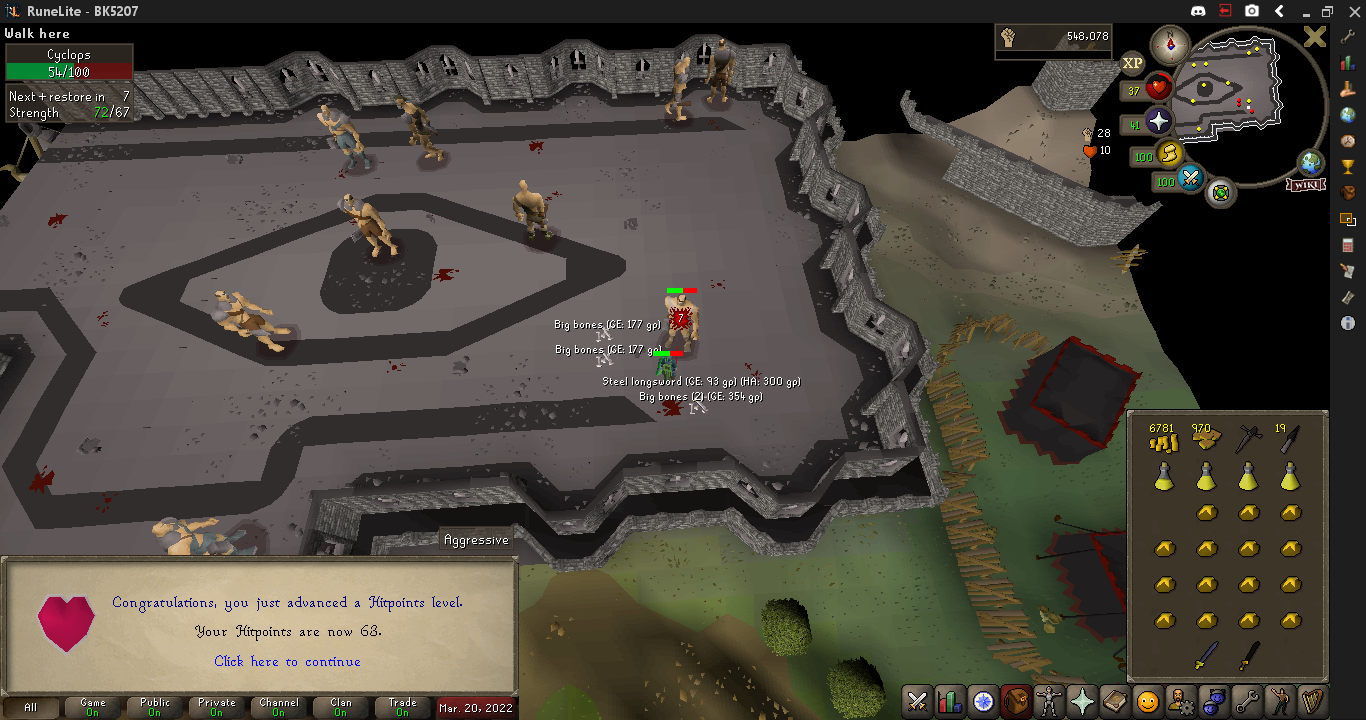 RuneLite - BK5207
Walk here
Cyclops
54/100
Next + restore in 7
Strength 72/67
548,078
N
XP
37
41
100
100
WIKI
28
10
7
Big bones (GE: 177 gp)
Big bones (GE: 177 gp)
Steel longsword (GE: 93 gp) (HA: 300 gp)
Big bones (2) (GE: 354 gp)
6781
970
19
Aggressive
Congratulations, you just advanced a Hitpoints level.
Your Hitpoints are now 63.
Click here to continue
All
Game
On
Public
On
Private
On
Channel
On
Clan
On
Trade
On
Mar. 20, 2022